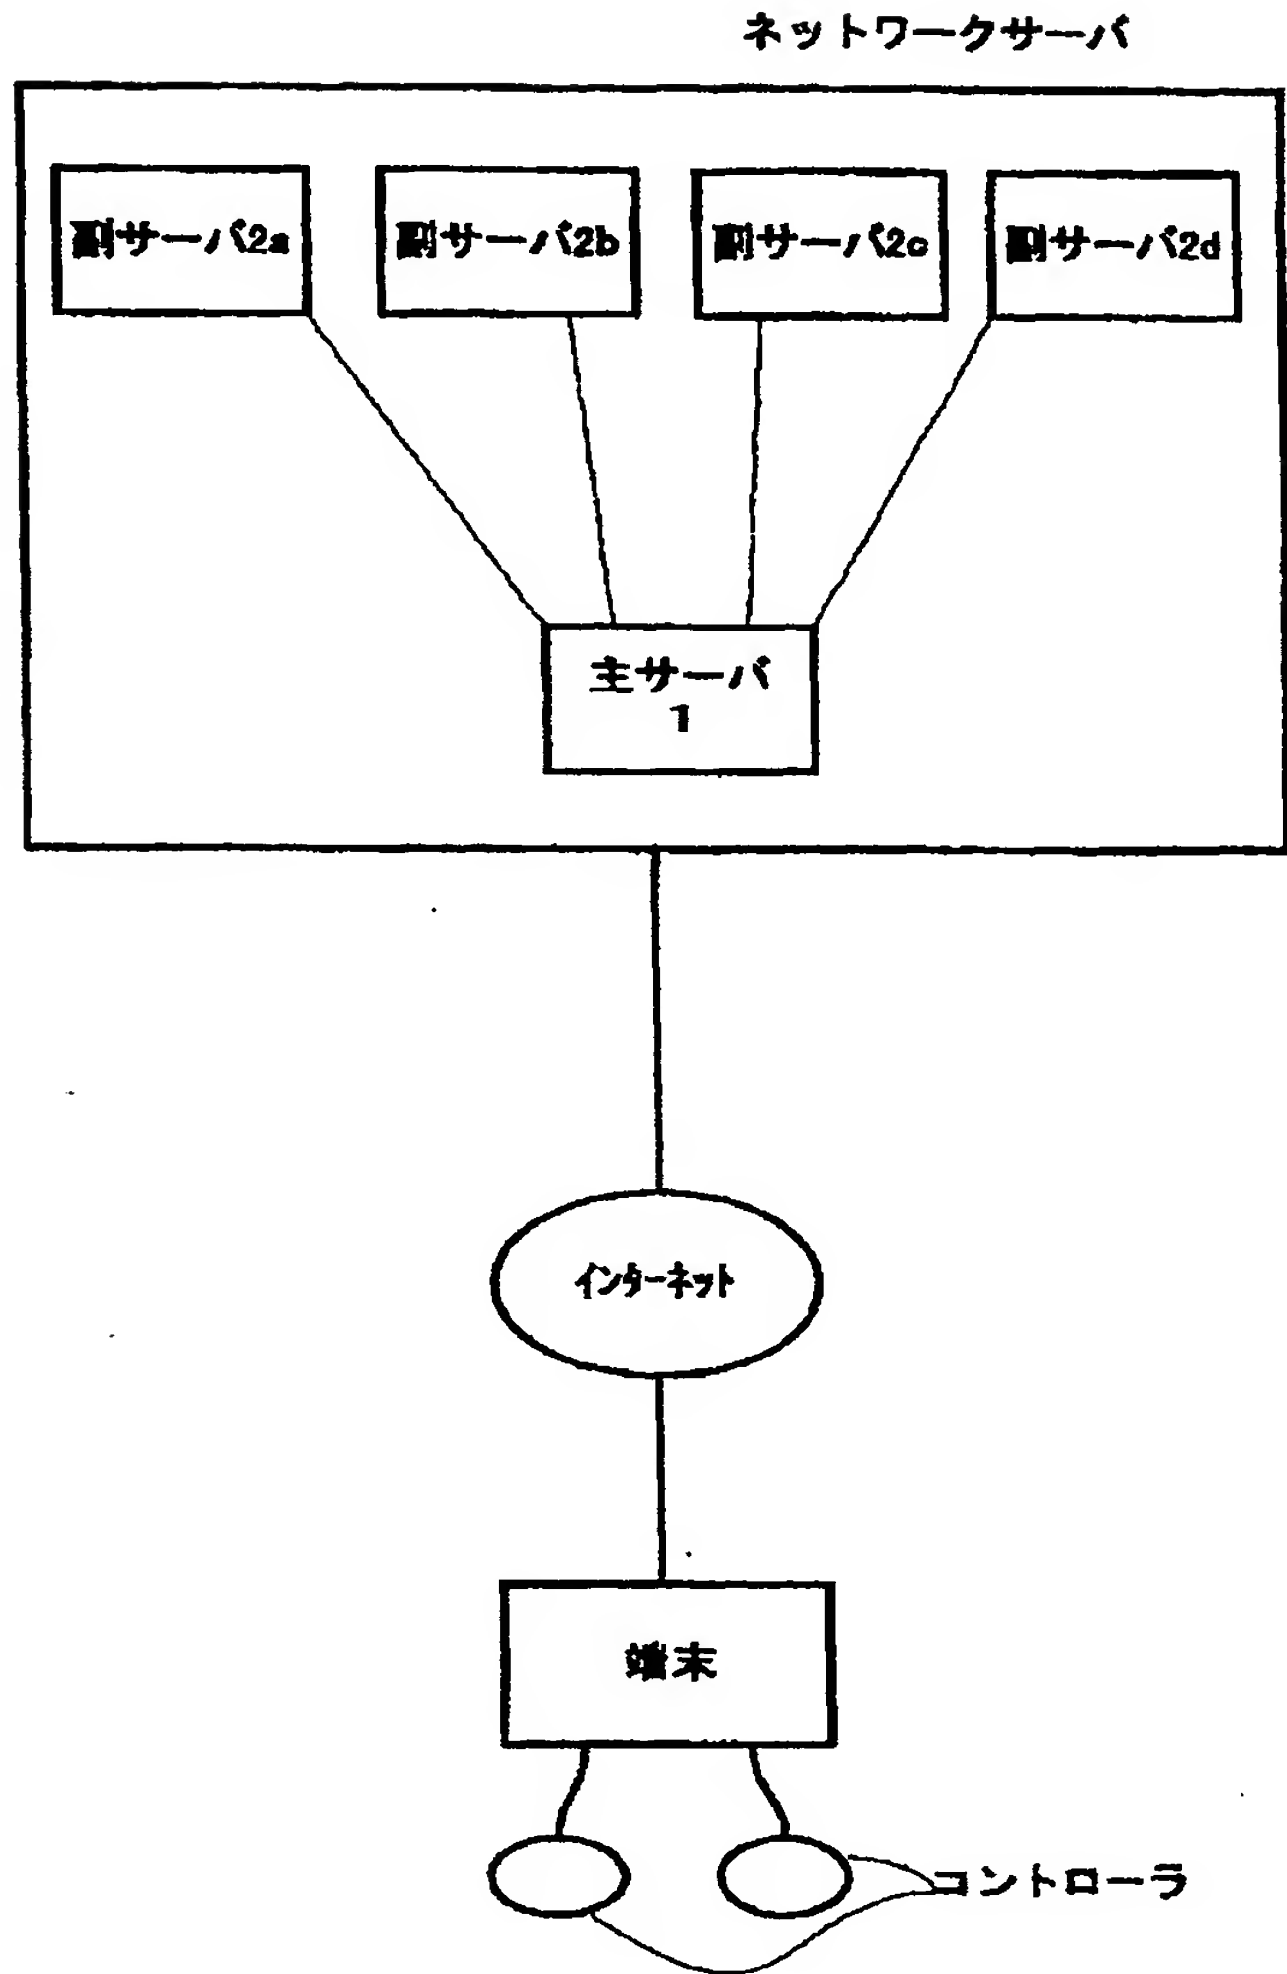 ネットワークサーバ
副サーバ2a
副サーバ2b
副サーバ2c
副サーバ2d
主サーバ
1
インターネット
端末
コントローラ